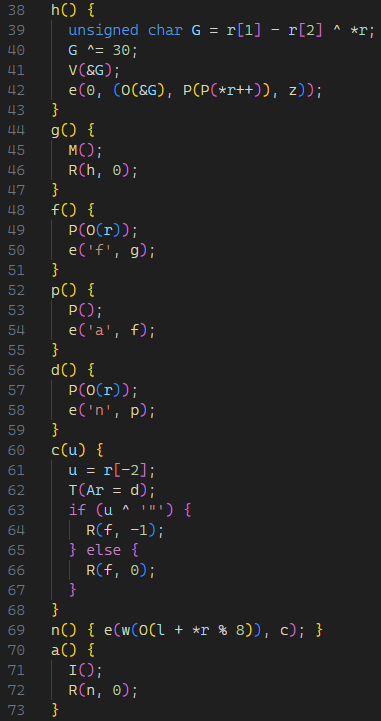 38 h() {
39 unsigned char G = r[1] - r[2] ^ *r;
40 G ^= 30;
41 V(&G);
42 e(0, (O(&G), P(P(*r++)), z));
43 }
44 g() {
45 M();
46 R(h, 0);
47 }
48 f() {
49 P(O(r));
50 e('f', g);
51 }
52 p() {
53 P();
54 e('a', f);
55 }
56 d() {
57 P(O(r));
58 e('n', p);
59 }
60 c(u) {
61 u = r[-2];
62 T(Ar = d);
63 if (u ^ '"') {
64 R(f, -1);
65 } else {
66 R(f, 0);
67 }
68 }
69 n() { e(w(O(l + *r % 8)), c); }
70 a() {
71 I();
72 R(n, 0);
73 }